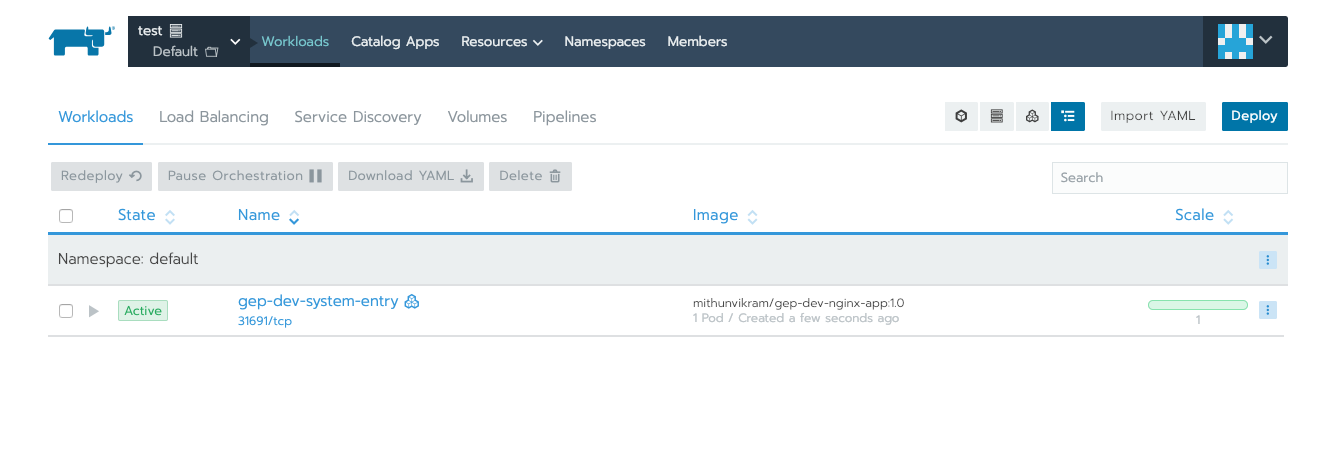 test
Default
Workloads
Catalog Apps
Resources
Namespaces
Members
Workloads
Load Balancing
Service Discovery
Volumes
Pipelines
Import YAML
Deploy
Redeploy
Pause Orchestration
Download YAML
Delete
Search
State
Name
Image
Scale
Namespace: default
Active
gep-dev-system-entry
31691/tcp
mithunvikram/gep-dev-nginx-app:1.0
1 Pod / Created a few seconds ago
1